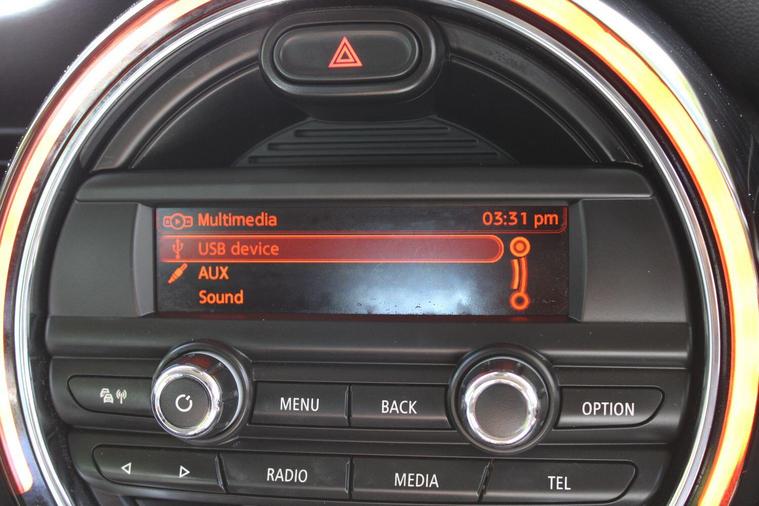 Multimedia 03:31 pm
USB device
AUX
Sound
MENU BACK OPTION
RADIO MEDIA TEL